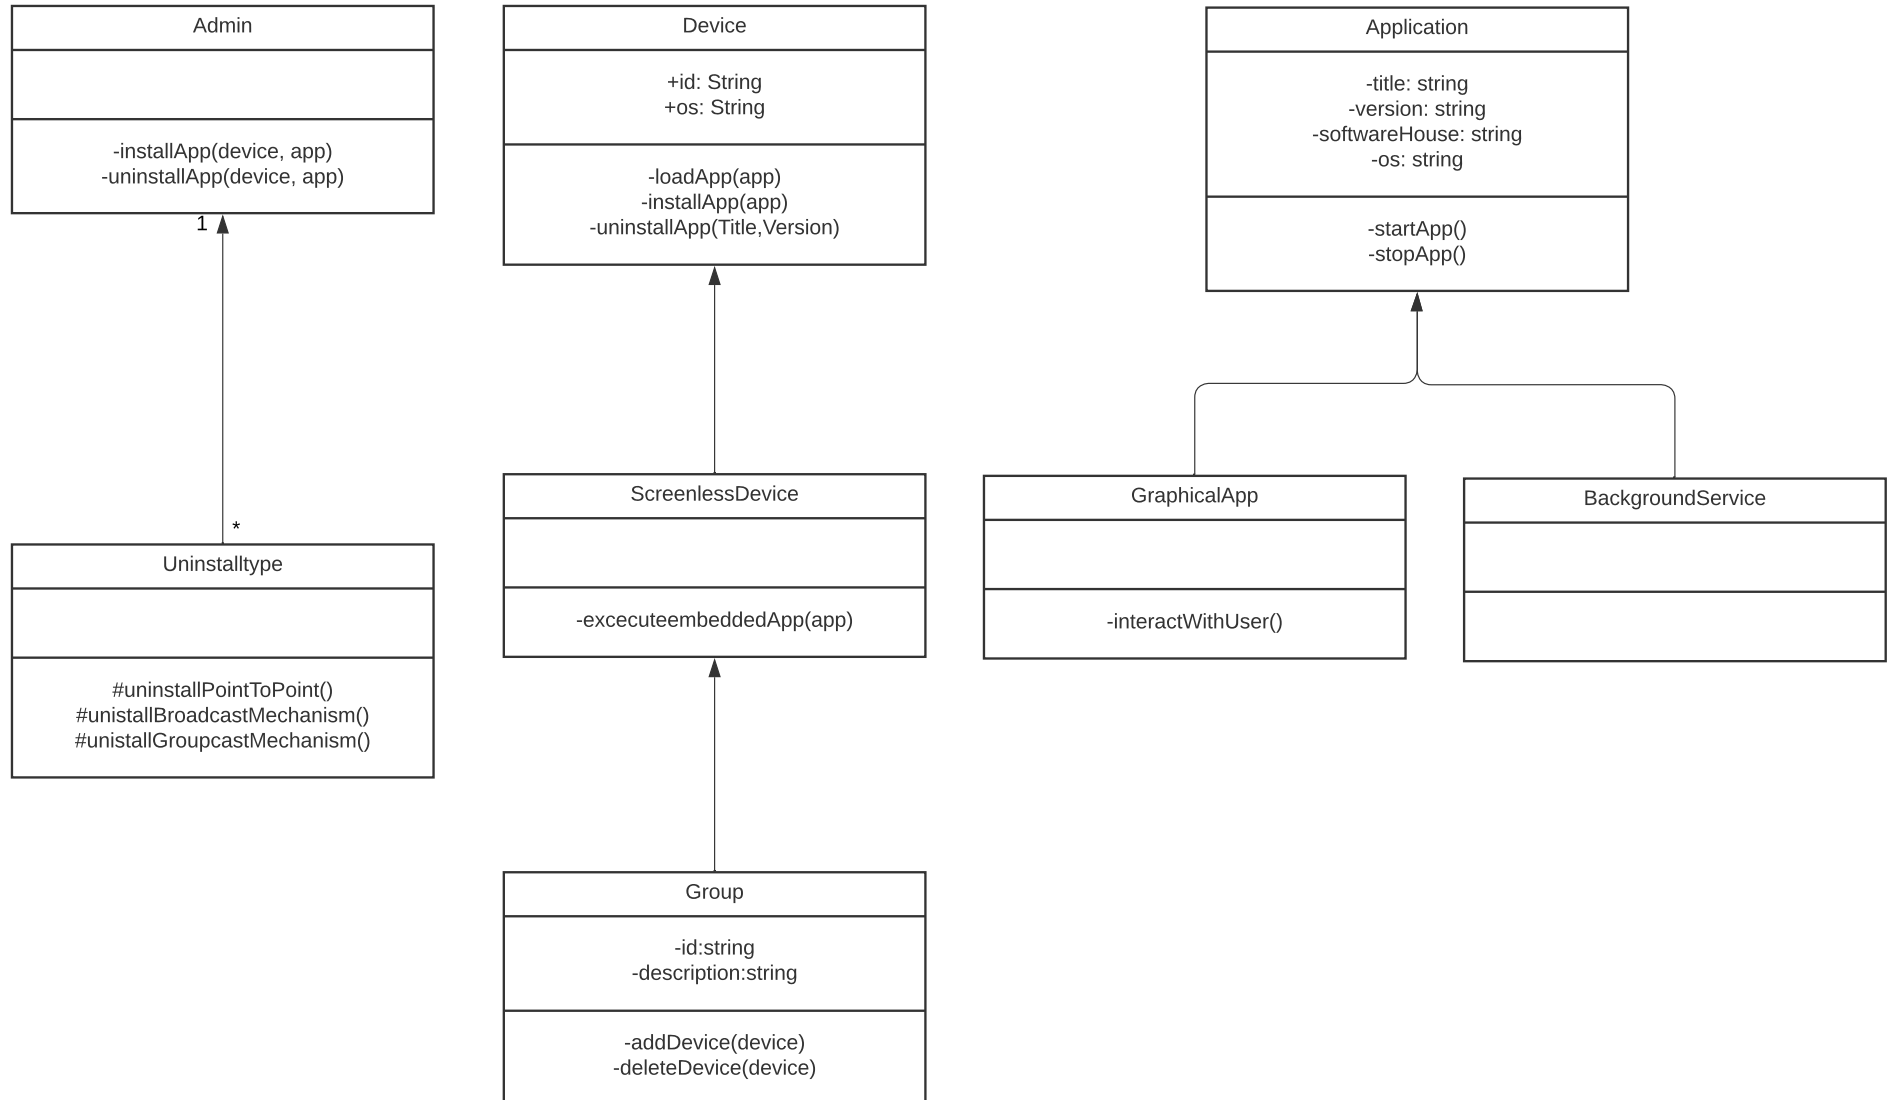 Admin
-installApp(device, app)
-uninstallApp(device, app)
1
*
Uninstalltype
#uninstallPointToPoint()
#unistallBroadcastMechanism()
#unistallGroupcastMechanism()
Device
+id: String
+os: String
-loadApp(app)
-installApp(app)
-uninstallApp(Title,Version)
ScreenlessDevice
-excecuteembeddedApp(app)
Group
-id:string
-description:string
-addDevice(device)
-deleteDevice(device)
Application
-title: string
-version: string
-softwareHouse: string
-os: string
-startApp()
-stopApp()
GraphicalApp
-interactWithUser()
BackgroundService